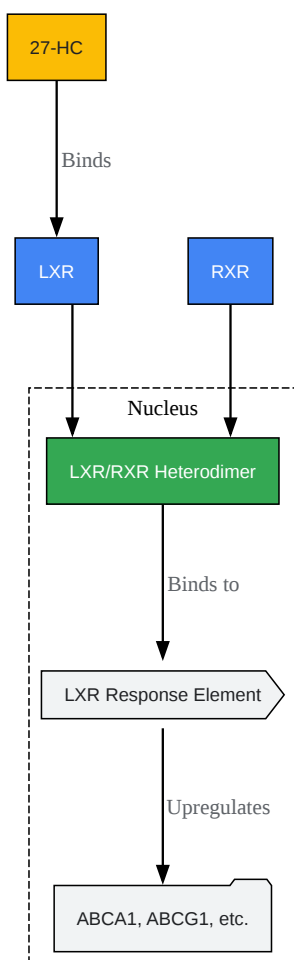 27-HC
Binds
LXR
RXR
Nucleus
LXR/RXR Heterodimer
Binds to
LXR Response Element
Upregulates
ABCA1, ABCG1, etc.